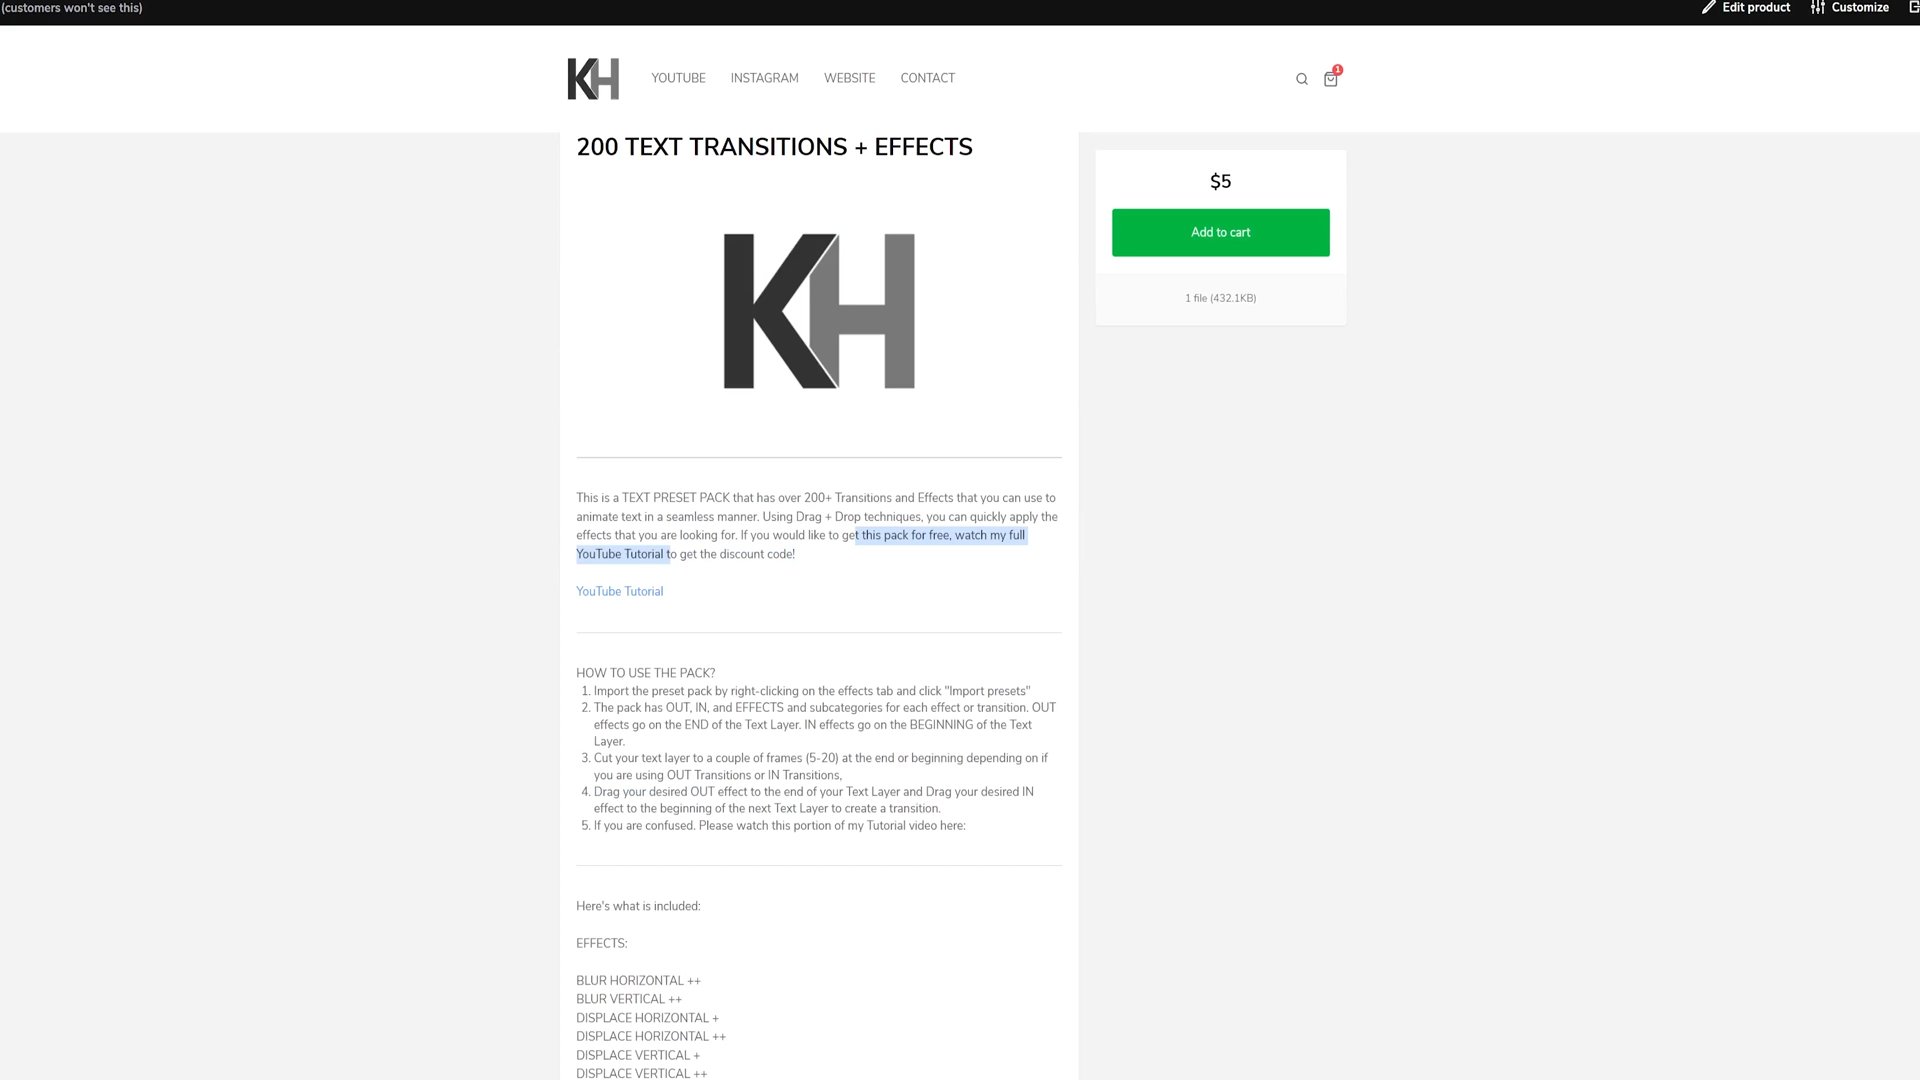 (customers won't see this)
Edit product
Customize
KH
YOUTUBE
INSTAGRAM
WEBSITE
CONTACT
1
200 TEXT TRANSITIONS + EFFECTS
$5
Add to cart
1 file (432.1KB)
KH
This is a TEXT PRESET PACK that has over 200+ Transitions and Effects that you can use to
animate text in a seamless manner. Using Drag + Drop techniques, you can quickly apply the
effects that you are looking for. If you would like to get this pack for free, watch my full
YouTube Tutorial to get the discount code!
YouTube Tutorial
HOW TO USE THE PACK?
1. Import the preset pack by right-clicking on the effects tab and click "Import presets"
2. The pack has OUT, IN, and EFFECTS and subcategories for each effect or transition. OUT
effects go on the END of the Text Layer. IN effects go on the BEGINNING of the Text
Layer.
3. Cut your text layer to a couple of frames (5-20) at the end or beginning depending on if
you are using OUT Transitions or IN Transitions,
4. Drag your desired OUT effect to the end of your Text Layer and Drag your desired IN
effect to the beginning of the next Text Layer to create a transition.
5. If you are confused. Please watch this portion of my Tutorial video here:
Here's what is included:
EFFECTS:
BLUR HORIZONTAL ++
BLUR VERTICAL ++
DISPLACE HORIZONTAL +
DISPLACE HORIZONTAL ++
DISPLACE VERTICAL +
DISPLACE VERTICAL ++